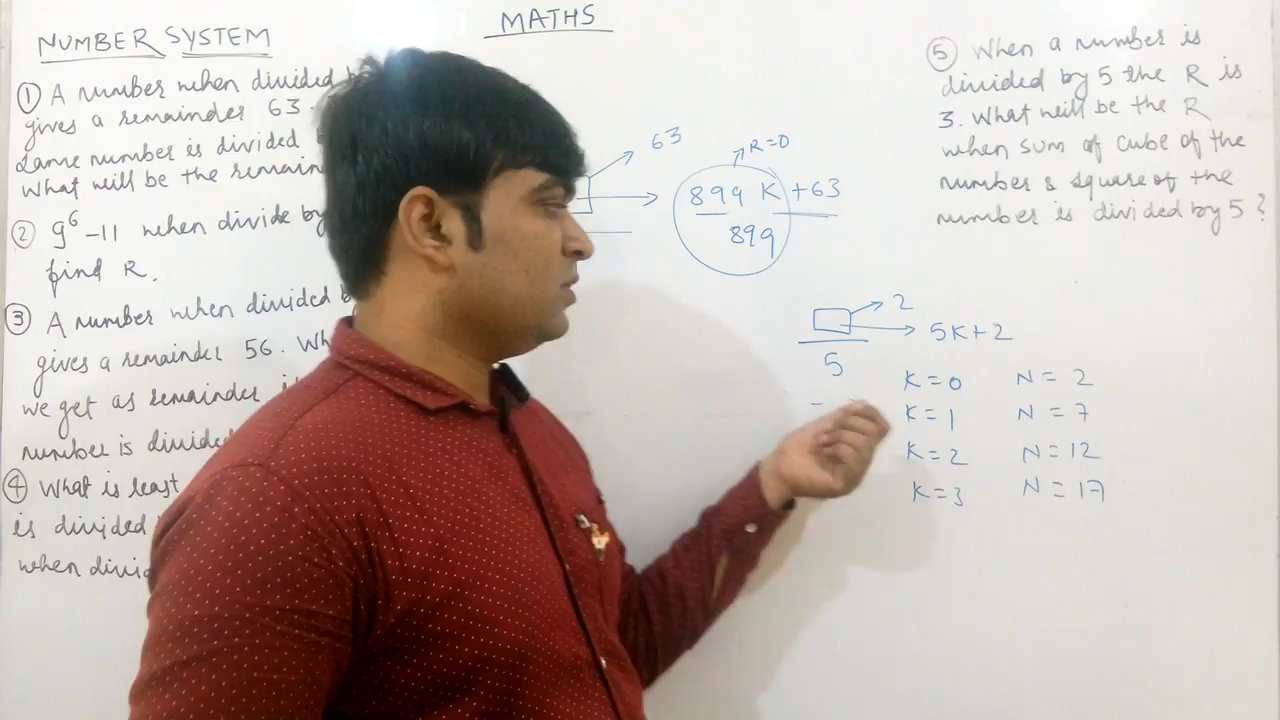 MATHS
NUMBER SYSTEM
① A number when divided
gives a remainder 63.
same number is divided
What will be the
② 9⁶-11 when divide by
find R.
③ A number when divided
gives a remainder 56.
we get as remainder
number is divided
④ What is least
is divided
when
63
R=0
899 K + 63
899
2
5K+2
5
K=0 N=2
K=1 N=7
K=2 N=12
K=3 N=17
⑤ When a number is
divided by 5 the R is
3. What will be the R
when sum of cube of the
number & square of the
number is divided by 5?